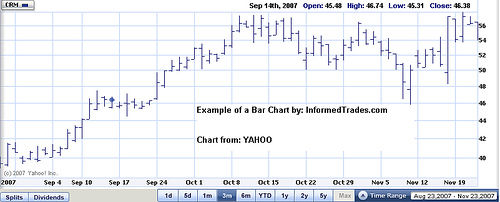 CRM
Sep 14th, 2007 Open: 45.48 High: 46.74 Low: 45.31 Close: 46.38
56
54
52
50
48
46
44
42
40
Example of a Bar Chart by: InformedTrades.com
Chart from: YAHOO
(c) 2007 Yahoo! Inc.
2007 Sep 4 Sep 10 Sep 17 Sep 24 Oct 1 Oct 8 Oct 15 Oct 22 Oct 29 Nov 5 Nov 12 Nov 19
Splits Dividends 1d 5d 1m 3m 6m YTD 1y 2y 5y Max Time Range Aug 23,2007 - Nov 23,2007